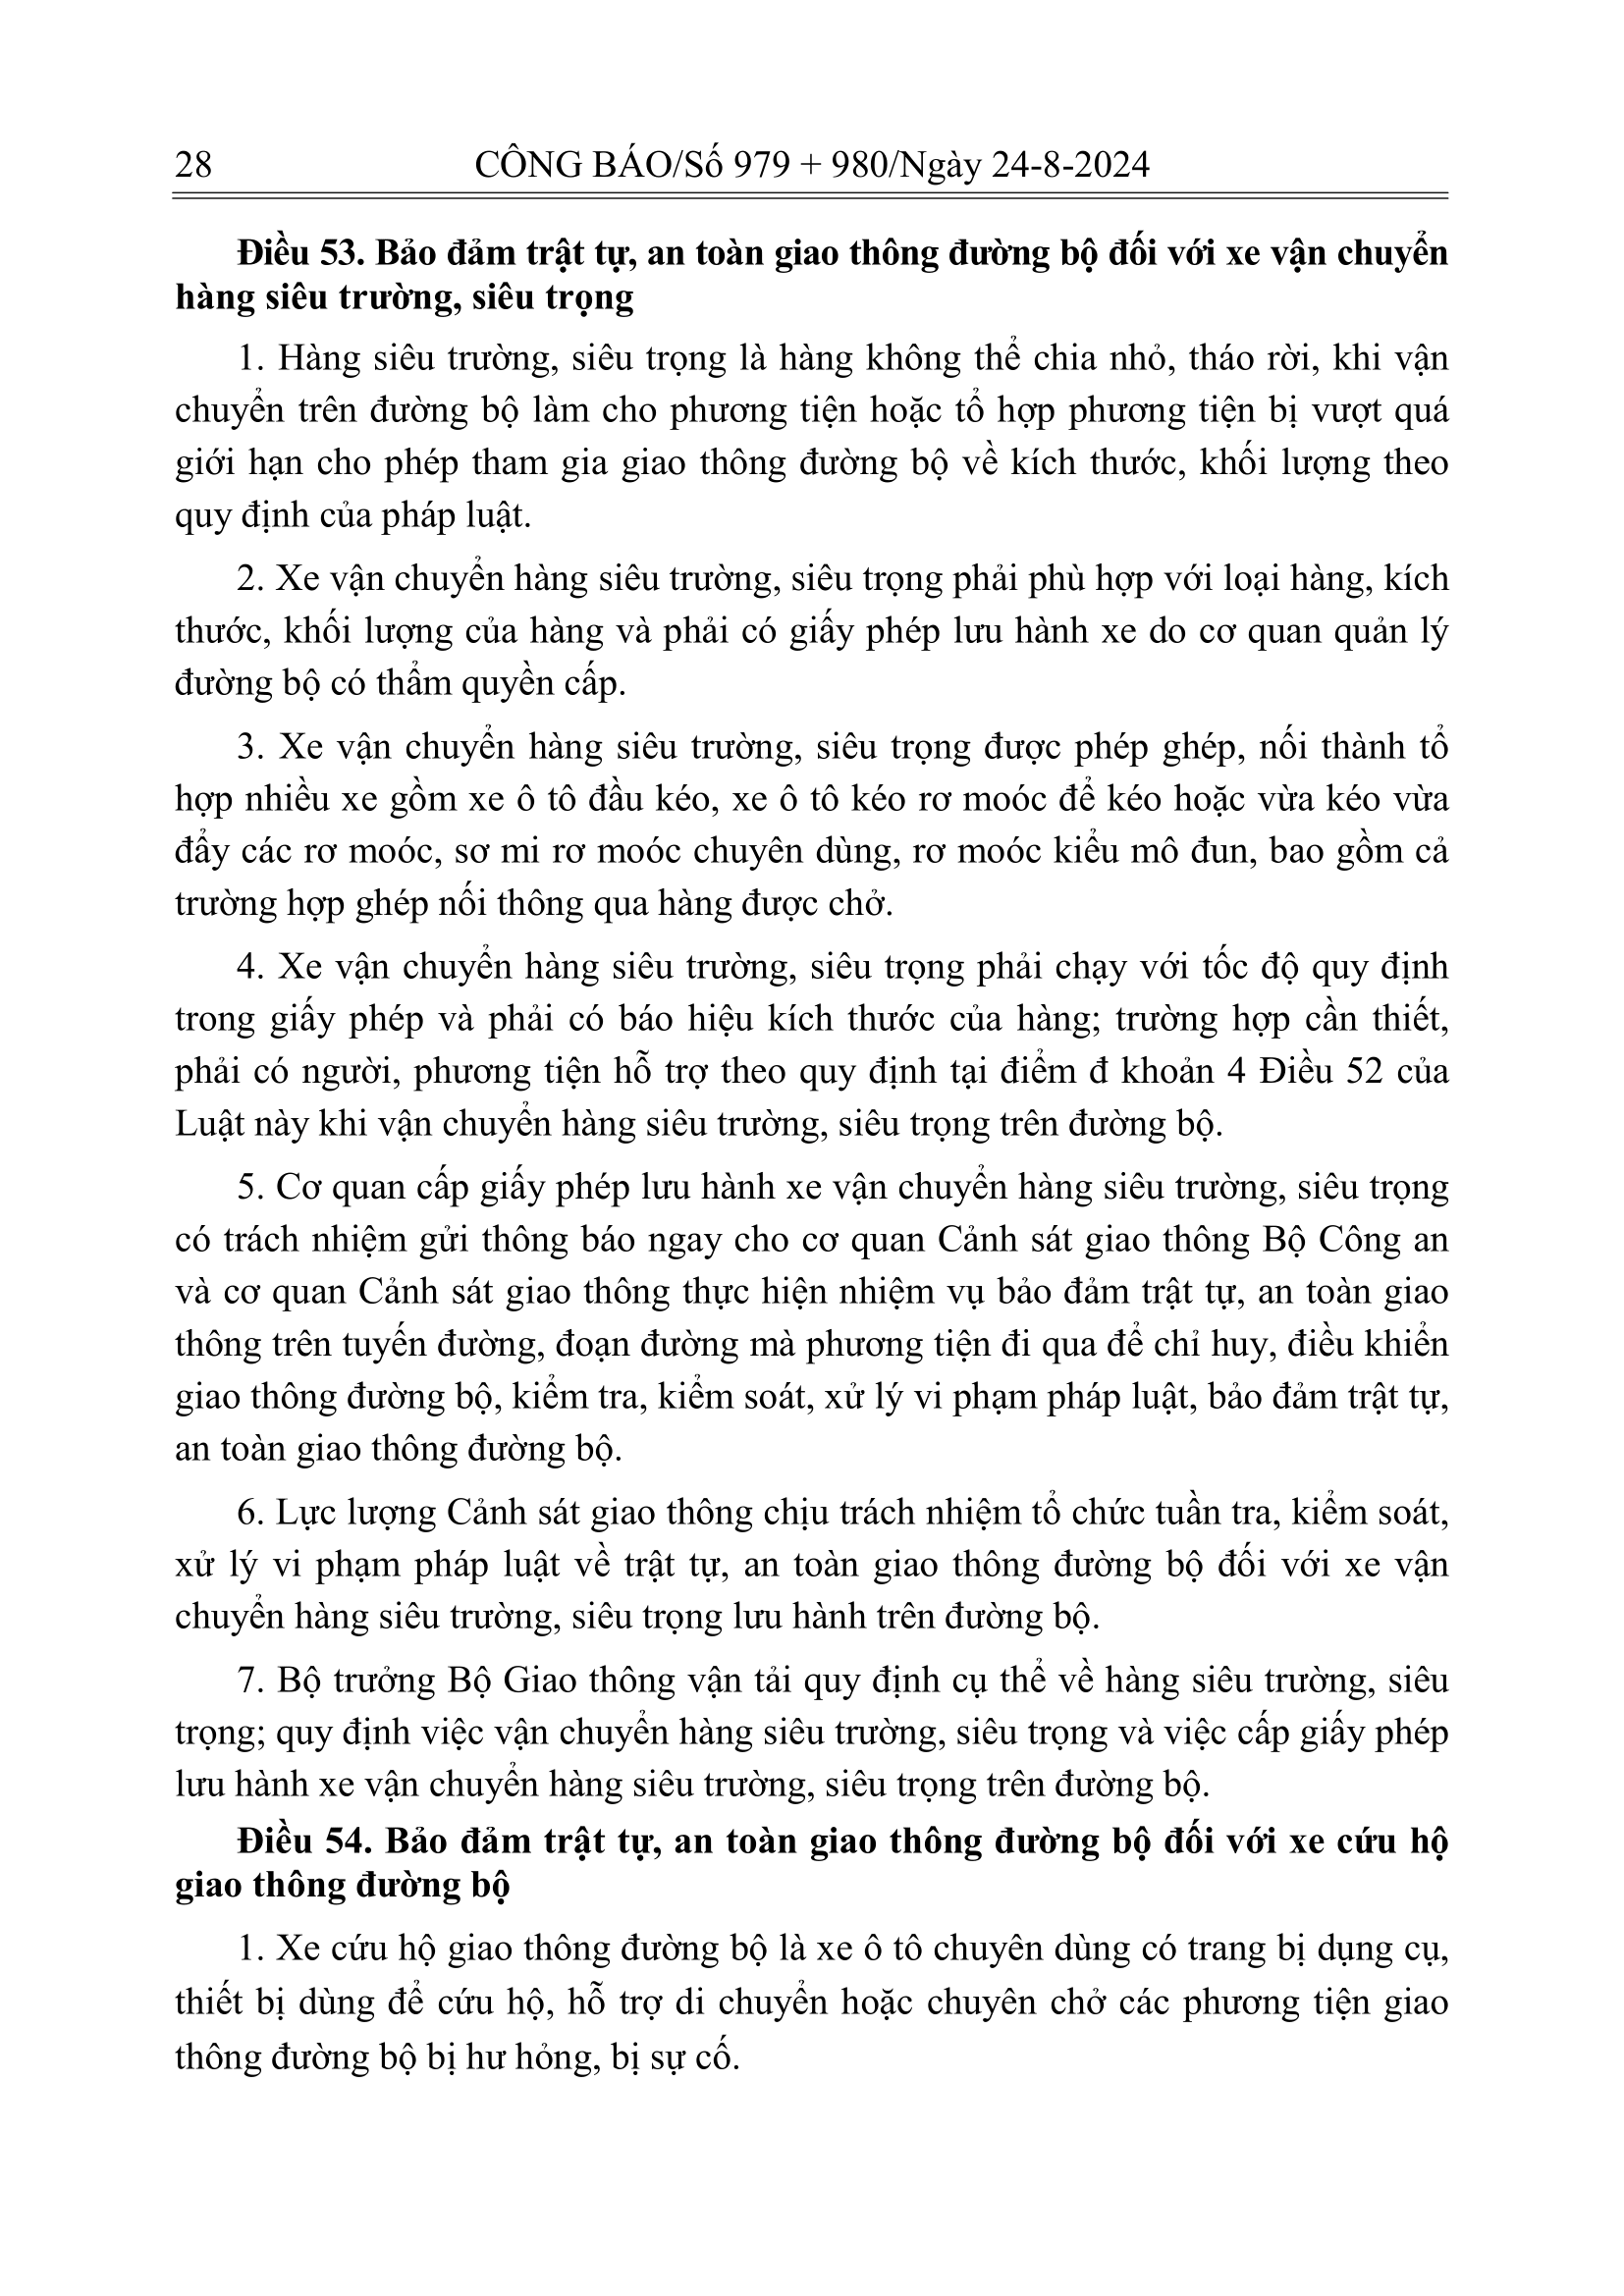 28
CÔNG BÁO/Số 979 + 980/Ngày 24-8-2024
Điều 53. Bảo đảm trật tự, an toàn giao thông đường bộ đối với xe vận chuyển
hàng siêu trường, siêu trọng
1. Hàng siêu trường, siêu trọng là hàng không thể chia nhỏ, tháo rời, khi vận
chuyển trên đường bộ làm cho phương tiện hoặc tổ hợp phương tiện bị vượt quá
giới hạn cho phép tham gia giao thông đường bộ về kích thước, khối lượng theo
quy định của pháp luật.
2. Xe vận chuyển hàng siêu trường, siêu trọng phải phù hợp với loại hàng, kích
thước, khối lượng của hàng và phải có giấy phép lưu hành xe do cơ quan quản lý
đường bộ có thẩm quyền cấp.
3. Xe vận chuyển hàng siêu trường, siêu trọng được phép ghép, nối thành tổ
hợp nhiều xe gồm xe ô tô đầu kéo, xe ô tô kéo rơ moóc để kéo hoặc vừa kéo vừa
đẩy các rơ moóc, sơ mi rơ moóc chuyên dùng, rơ moóc kiểu mô đun, bao gồm cả
trường hợp ghép nối thông qua hàng được chở.
4. Xe vận chuyển hàng siêu trường, siêu trọng phải chạy với tốc độ quy định
trong giấy phép và phải có báo hiệu kích thước của hàng; trường hợp cần thiết,
phải có người, phương tiện hỗ trợ theo quy định tại điểm đ khoản 4 Điều 52 của
Luật này khi vận chuyển hàng siêu trường, siêu trọng trên đường bộ.
5. Cơ quan cấp giấy phép lưu hành xe vận chuyển hàng siêu trường, siêu trọng
có trách nhiệm gửi thông báo ngay cho cơ quan Cảnh sát giao thông Bộ Công an
và cơ quan Cảnh sát giao thông thực hiện nhiệm vụ bảo đảm trật tự, an toàn giao
thông trên tuyến đường, đoạn đường mà phương tiện đi qua để chỉ huy, điều khiển
giao thông đường bộ, kiểm tra, kiểm soát, xử lý vi phạm pháp luật, bảo đảm trật tự,
an toàn giao thông đường bộ.
6. Lực lượng Cảnh sát giao thông chịu trách nhiệm tổ chức tuần tra, kiểm soát,
xử lý vi phạm pháp luật về trật tự, an toàn giao thông đường bộ đối với xe vận
chuyển hàng siêu trường, siêu trọng lưu hành trên đường bộ.
7. Bộ trưởng Bộ Giao thông vận tải quy định cụ thể về hàng siêu trường, siêu
trọng; quy định việc vận chuyển hàng siêu trường, siêu trọng và việc cấp giấy phép
lưu hành xe vận chuyển hàng siêu trường, siêu trọng trên đường bộ.
Điều 54. Bảo đảm trật tự, an toàn giao thông đường bộ đối với xe cứu hộ
giao thông đường bộ
1. Xe cứu hộ giao thông đường bộ là xe ô tô chuyên dùng có trang bị dụng cụ,
thiết bị dùng để cứu hộ, hỗ trợ di chuyển hoặc chuyên chở các phương tiện giao
thông đường bộ bị hư hỏng, bị sự cố.